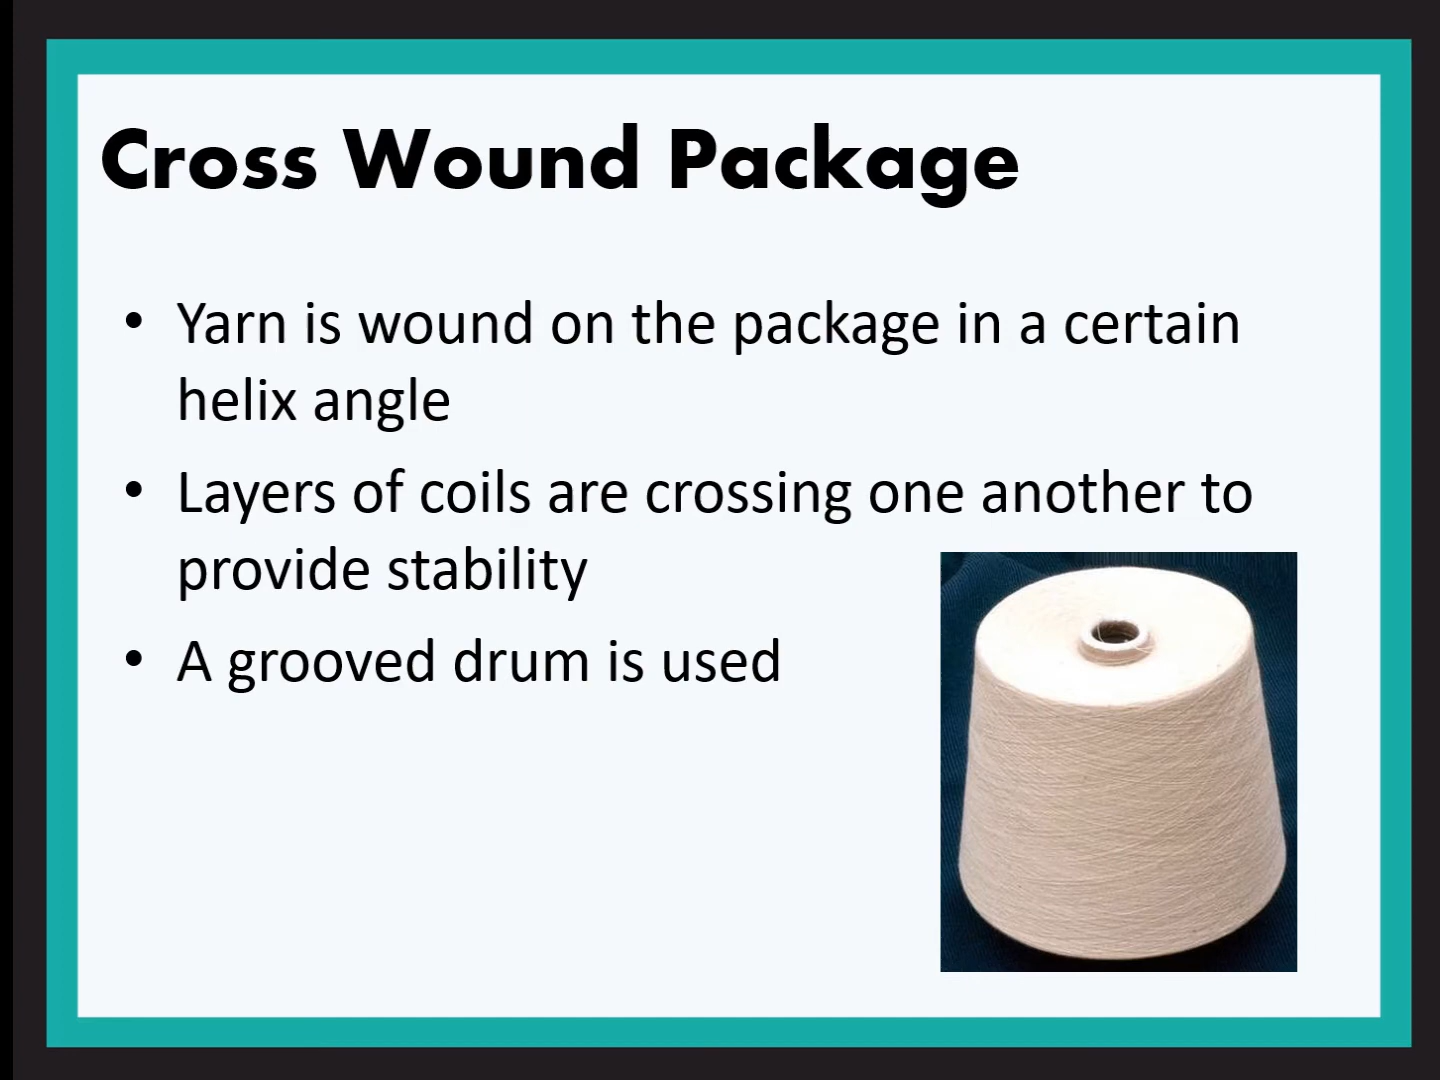 Cross Wound Package
• Yarn is wound on the package in a certain
helix angle
• Layers of coils are crossing one another to
provide stability
• A grooved drum is used